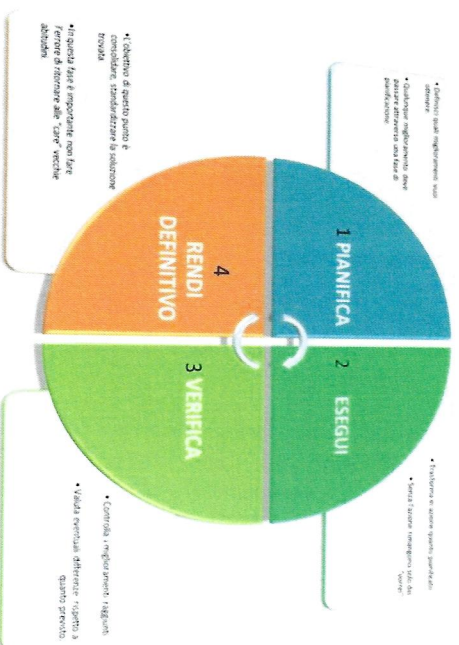 • Definisci quali miglioramenti vuoi
ottenere.
• Qualunque miglioramento deve
passare attraverso una fase di
pianificazione.
1 PIANIFICA
• Trasforma in azione quanto pianificato
• Senza l'azione rimangono solo dei
"vorrei"
2 ESEGUI
• Controlla i miglioramenti raggiunti
• Valuta eventuali differenze rispetto a
quanto previsto.
3 VERIFICA
• L'obiettivo di questo punto è
consolidare, standardizzare la soluzione
trovata
• In questa fase è importante non fare
l'errore di ritornare alle "care" vecchie
abitudini.
4
RENDI
DEFINITIVO